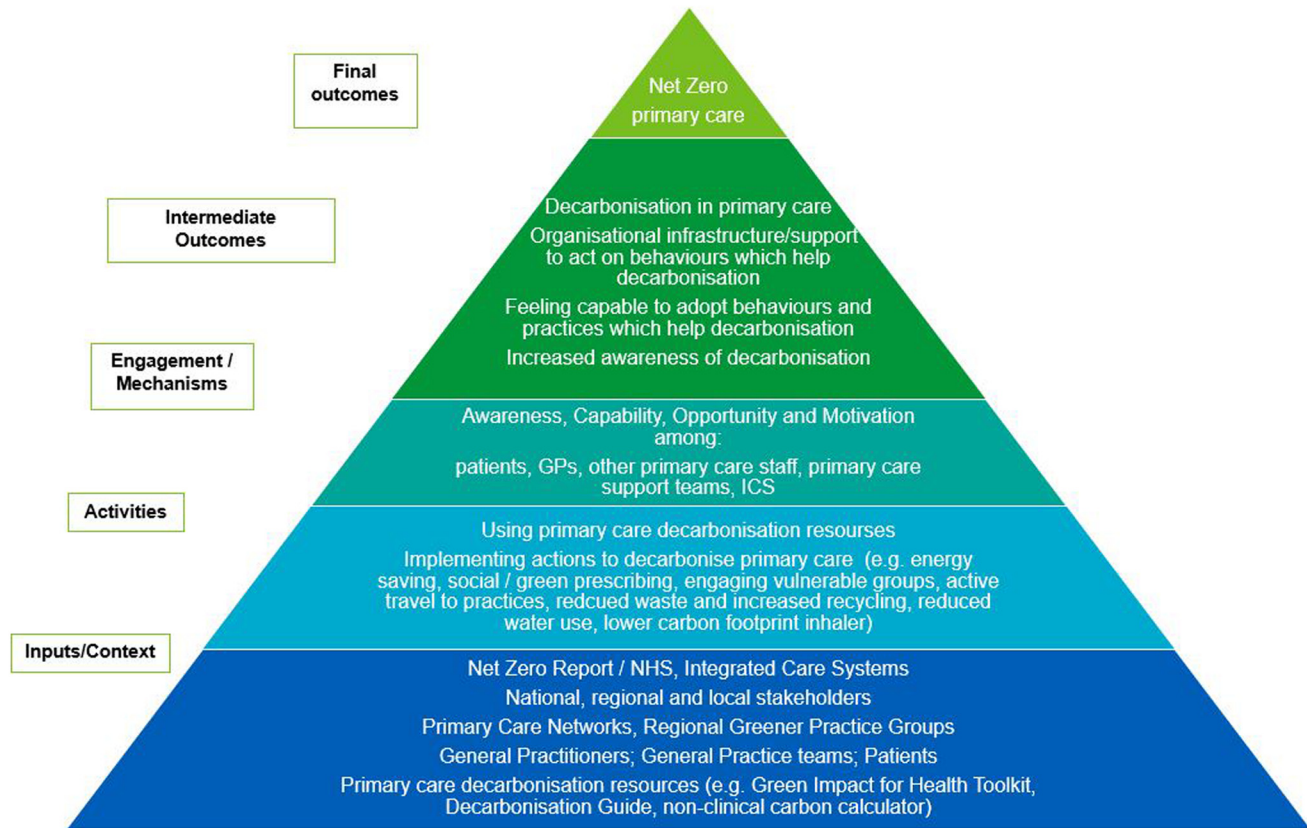 Final
outcomes
Net Zero
primary care
Intermediate
Outcomes
Decarbonisation in primary care
Organisational infrastructure/support
to act on behaviours which help
decarbonisation
Feeling capable to adopt behaviours and
practices which help decarbonisation
Increased awareness of decarbonisation
Engagement /
Mechanisms
Awareness, Capability, Opportunity and Motivation
among:
patients, GPs, other primary care staff, primary care
support teams, ICS
Activities
Using primary care decarbonisation resourses
Implementing actions to decarbonise primary care (e.g. energy
saving, social / green prescribing, engaging vulnerable groups, active
travel to practices, redcued waste and increased recycling, reduced
water use, lower carbon footprint inhaler)
Inputs/Context
Net Zero Report / NHS, Integrated Care Systems
National, regional and local stakeholders
Primary Care Networks, Regional Greener Practice Groups
General Practitioners; General Practice teams; Patients
Primary care decarbonisation resources (e.g. Green Impact for Health Toolkit,
Decarbonisation Guide, non-clinical carbon calculator)